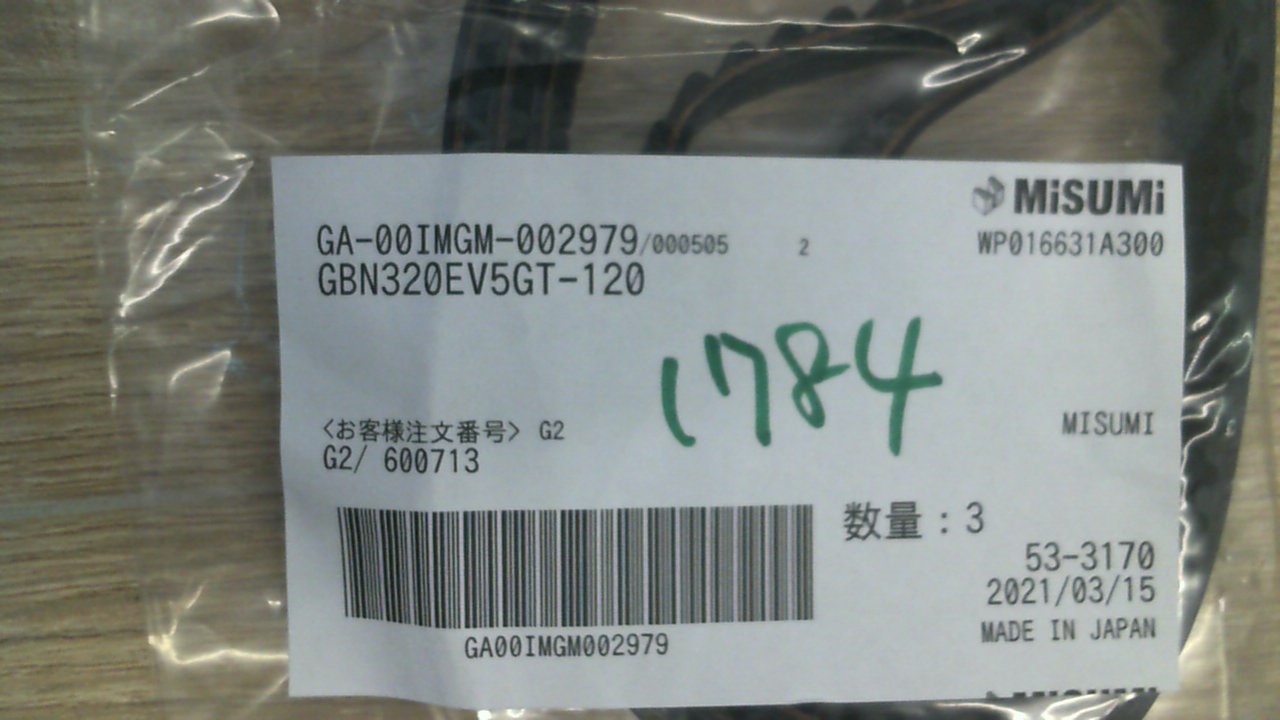 MiSUMi
GA-00IMGM-002979/000505 2 WP016631A300
GBN320EV5GT-120
1784
<お客様注文番号> G2 MISUMI
G2/ 600713
数量：3
53-3170
2021/03/15
GA00IMGM002979 MADE IN JAPAN
MiSUMi